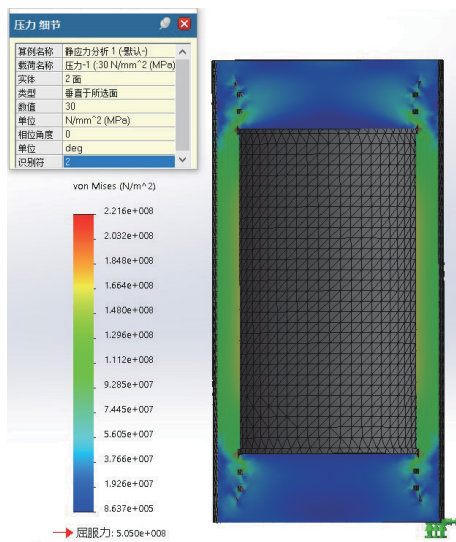 压力 细节
算例名称 静应力分析 1 (-默认-)
载荷名称 压力-1 (:30 N/mm^2 (MPa)
实体 2 面
类型 垂直于所选面
数值 30
单位 N/mm^2 (MPa)
相位角度 0
单位 deg
识别符 2
von Mises (N/m^2)
2.216e+008
2.032e+008
1.848e+008
1.664e+008
1.480e+008
1.296e+008
1.112e+008
9.285e+007
7.445e+007
5.605e+007
3.766e+007
1.926e+007
8.637e+005
屈服力: 5.050e+008